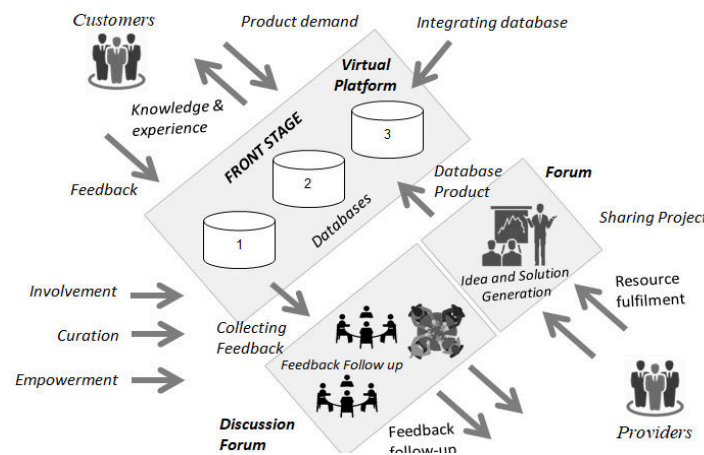 Customers
Product demand
Integrating database
Virtual
Platform
Knowledge &
experience
FRONT STAGE
3
2
1
Databases
Feedback
Database
Product
Forum
Sharing Project
Idea and Solution
Generation
Resource
fulfilment
Involvement
Curation
Empowerment
Collecting
Feedback
Feedback Follow up
Discussion
Forum
Feedback
follow-up
Providers